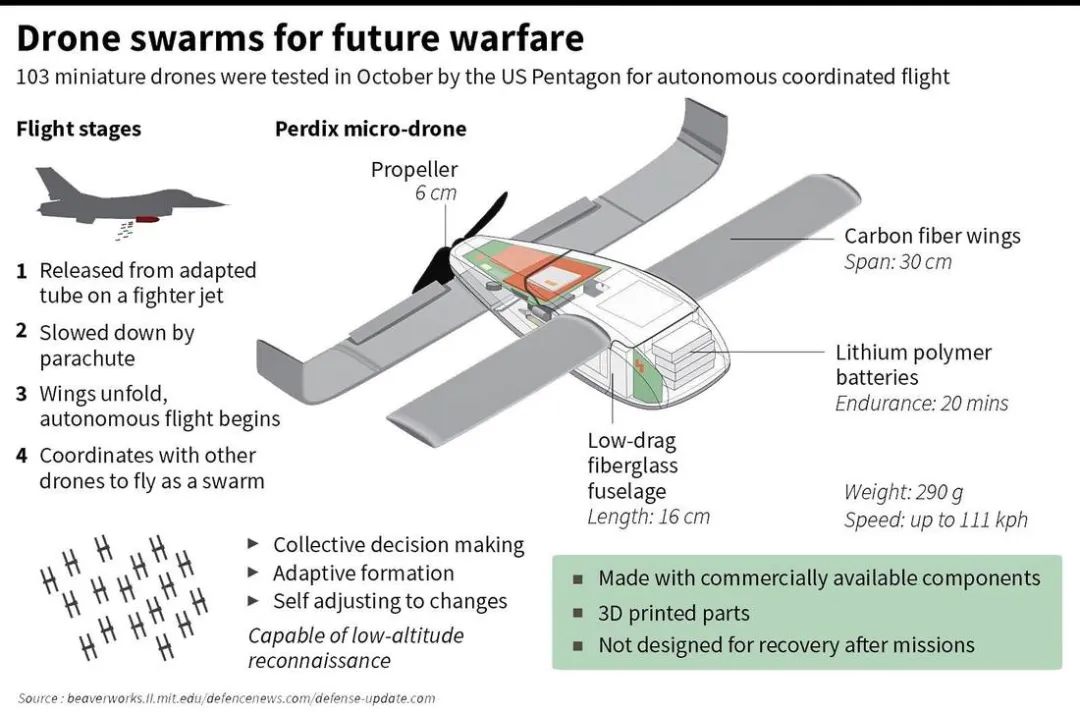 Drone swarms for future warfare
103 miniature drones were tested in October by the US Pentagon for autonomous coordinated flight
Flight stages
1 Released from adapted
tube on a fighter jet
2 Slowed down by
parachute
3 Wings unfold,
autonomous flight begins
4 Coordinates with other
drones to fly as a swarm
Perdix micro-drone
Propeller
6 cm
Carbon fiber wings
Span: 30 cm
Lithium polymer
batteries
Endurance: 20 mins
Low-drag
fiberglass
fuselage
Length: 16 cm
Weight: 290 g
Speed: up to 111 kph
► Collective decision making
► Adaptive formation
► Self adjusting to changes
Capable of low-altitude
reconnaissance
■ Made with commercially available components
■ 3D printed parts
■ Not designed for recovery after missions
Source : beaverworks.ll.mit.edu/defencenews.com/defense-update.com